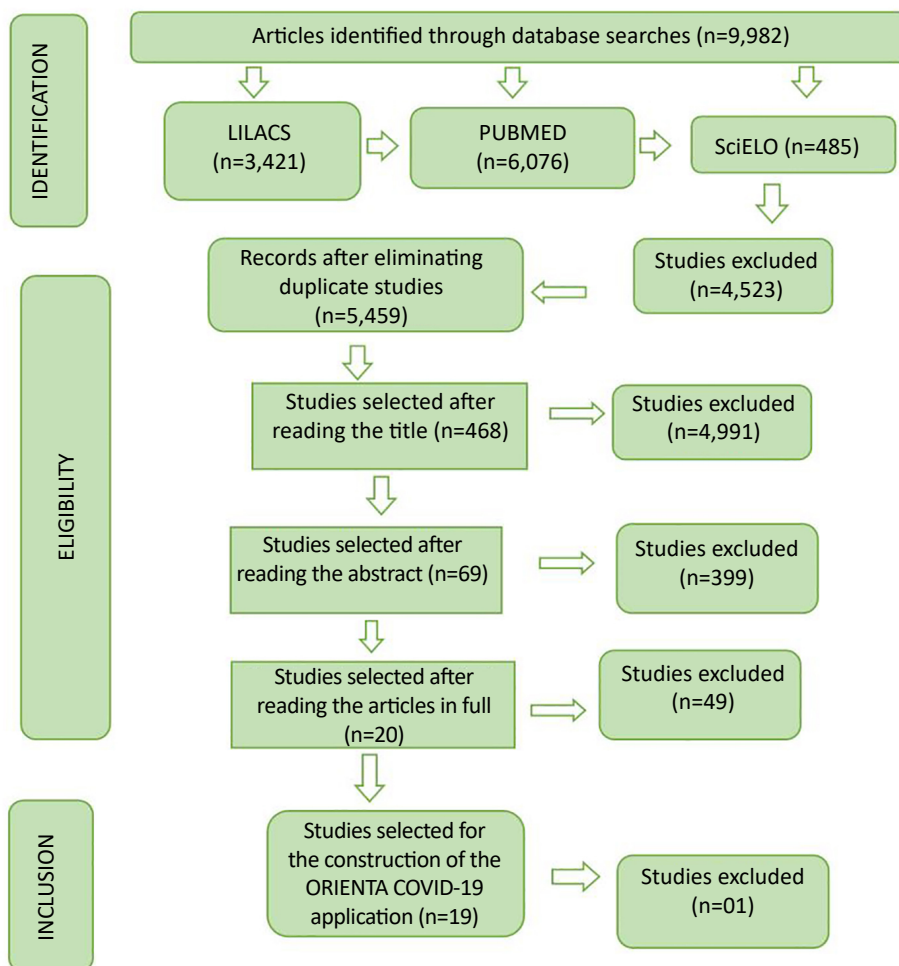 IDENTIFICATION
Articles identified through database searches (n=9,982)
LILACS
(n=3,421)
PUBMED
(n=6,076)
SciELO (n=485)
Studies excluded
(n=4,523)
ELIGIBILITY
Records after eliminating
duplicate studies
(n=5,459)
Studies selected after
reading the title (n=468)
Studies excluded
(n=4,991)
Studies selected after
reading the abstract (n=69)
Studies excluded
(n=399)
Studies selected after
reading the articles in full
(n=20)
Studies excluded
(n=49)
INCLUSION
Studies selected for
the construction of the
ORIENTA COVID-19
application (n=19)
Studies excluded
(n=01)